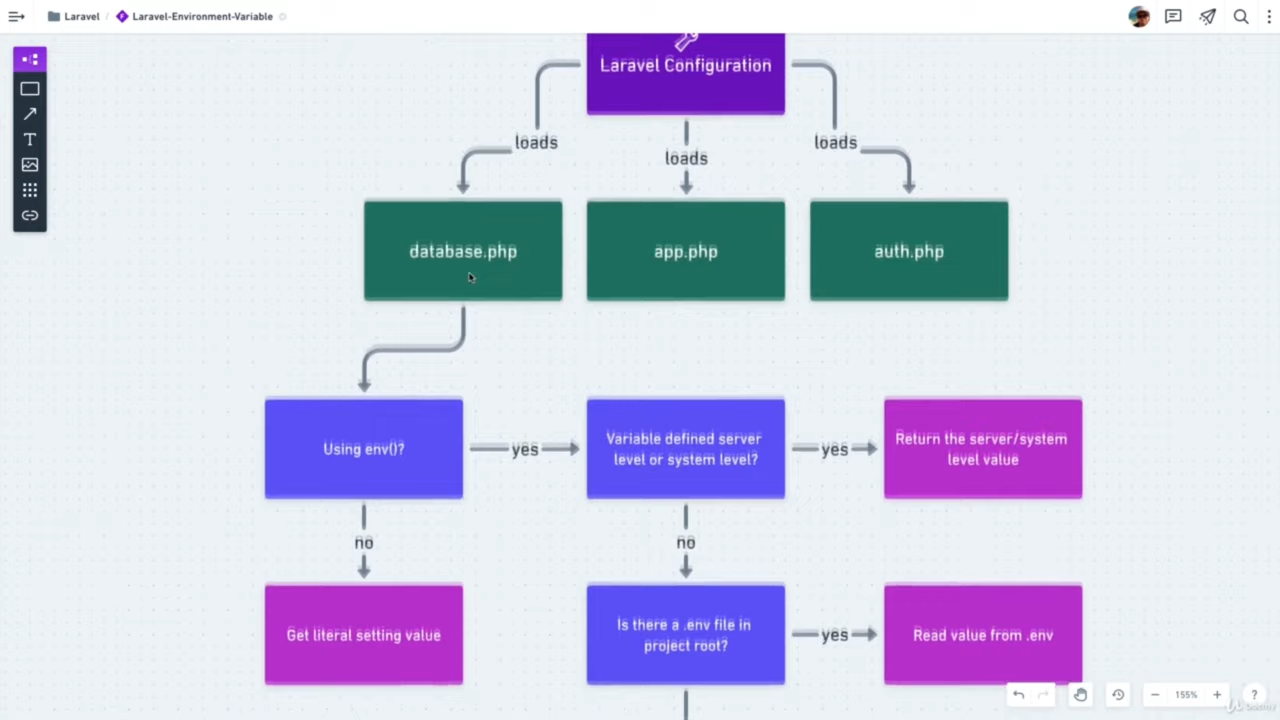 Laravel / Laravel-Environment-Variable
Laravel Configuration
loads
loads
loads
database.php
app.php
auth.php
Using env()?
yes
Variable defined server
level or system level?
yes
Return the server/system
level value
no
no
Get literal setting value
Is there a .env file in
project root?
yes
Read value from .env
155%
?
udemy